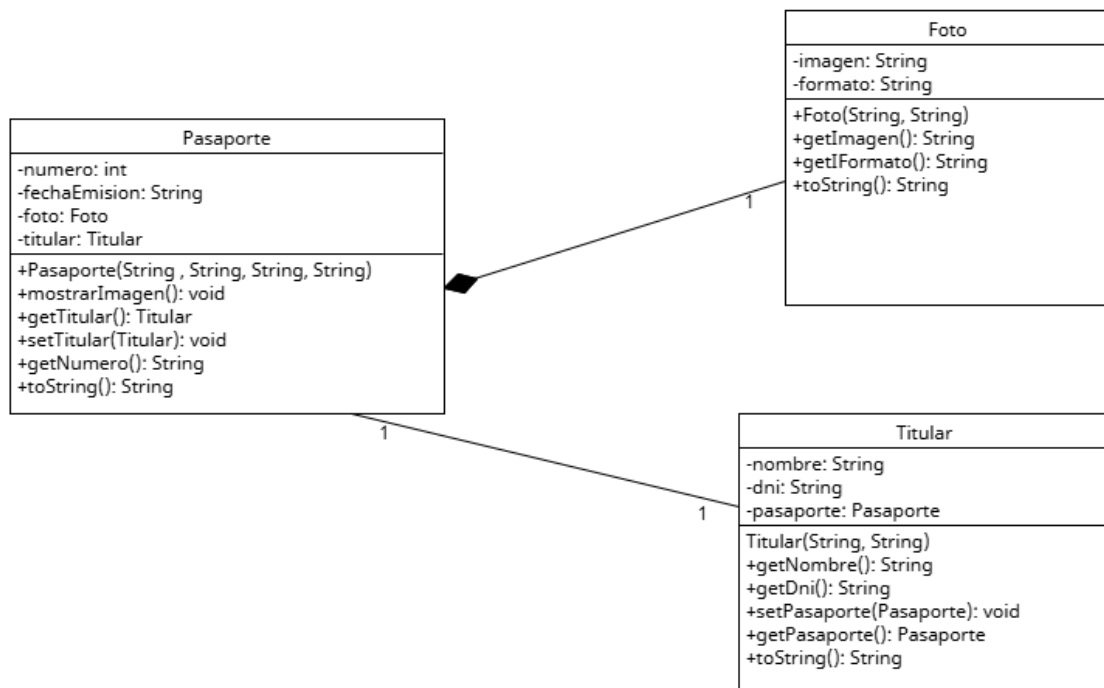 Foto
-imagen: String
-formato: String
+Foto(String, String)
+getImagen(): String
+getIFormato(): String
+toString(): String
1
Pasaporte
-numero: int
-fechaEmision: String
-foto: Foto
-titular: Titular
+Pasaporte(String , String, String, String)
+mostrarImagen(): void
+getTitular(): Titular
+setTitular(Titular): void
+getNumero(): String
+toString(): String
1
1
Titular
-nombre: String
-dni: String
-pasaporte: Pasaporte
Titular(String, String)
+getNombre(): String
+getDni(): String
+setPasaporte(Pasaporte): void
+getPasaporte(): Pasaporte
+toString(): String